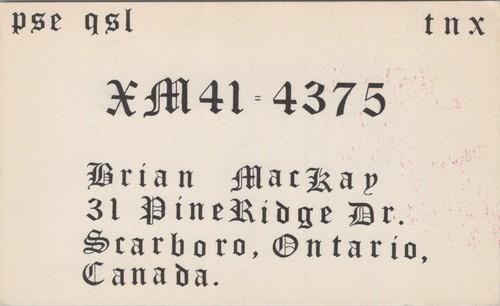 pse qsl tnx
XM41=4375
Brian MacKay
31 PineRidge Dr.
Scarboro, Ontario,
Canada.